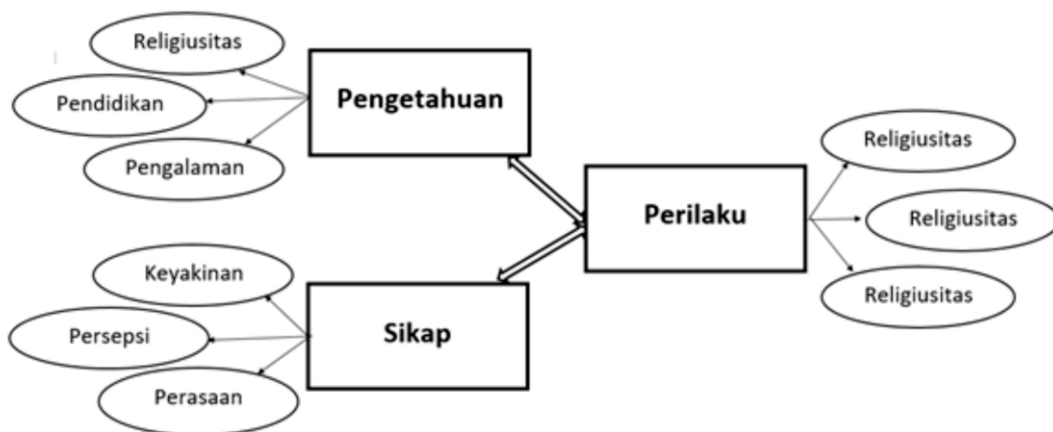 Religiusitas
Pendidikan
Pengalaman
Pengetahuan
Keyakinan
Persepsi
Perasaan
Sikap
Perilaku
Religiusitas
Religiusitas
Religiusitas